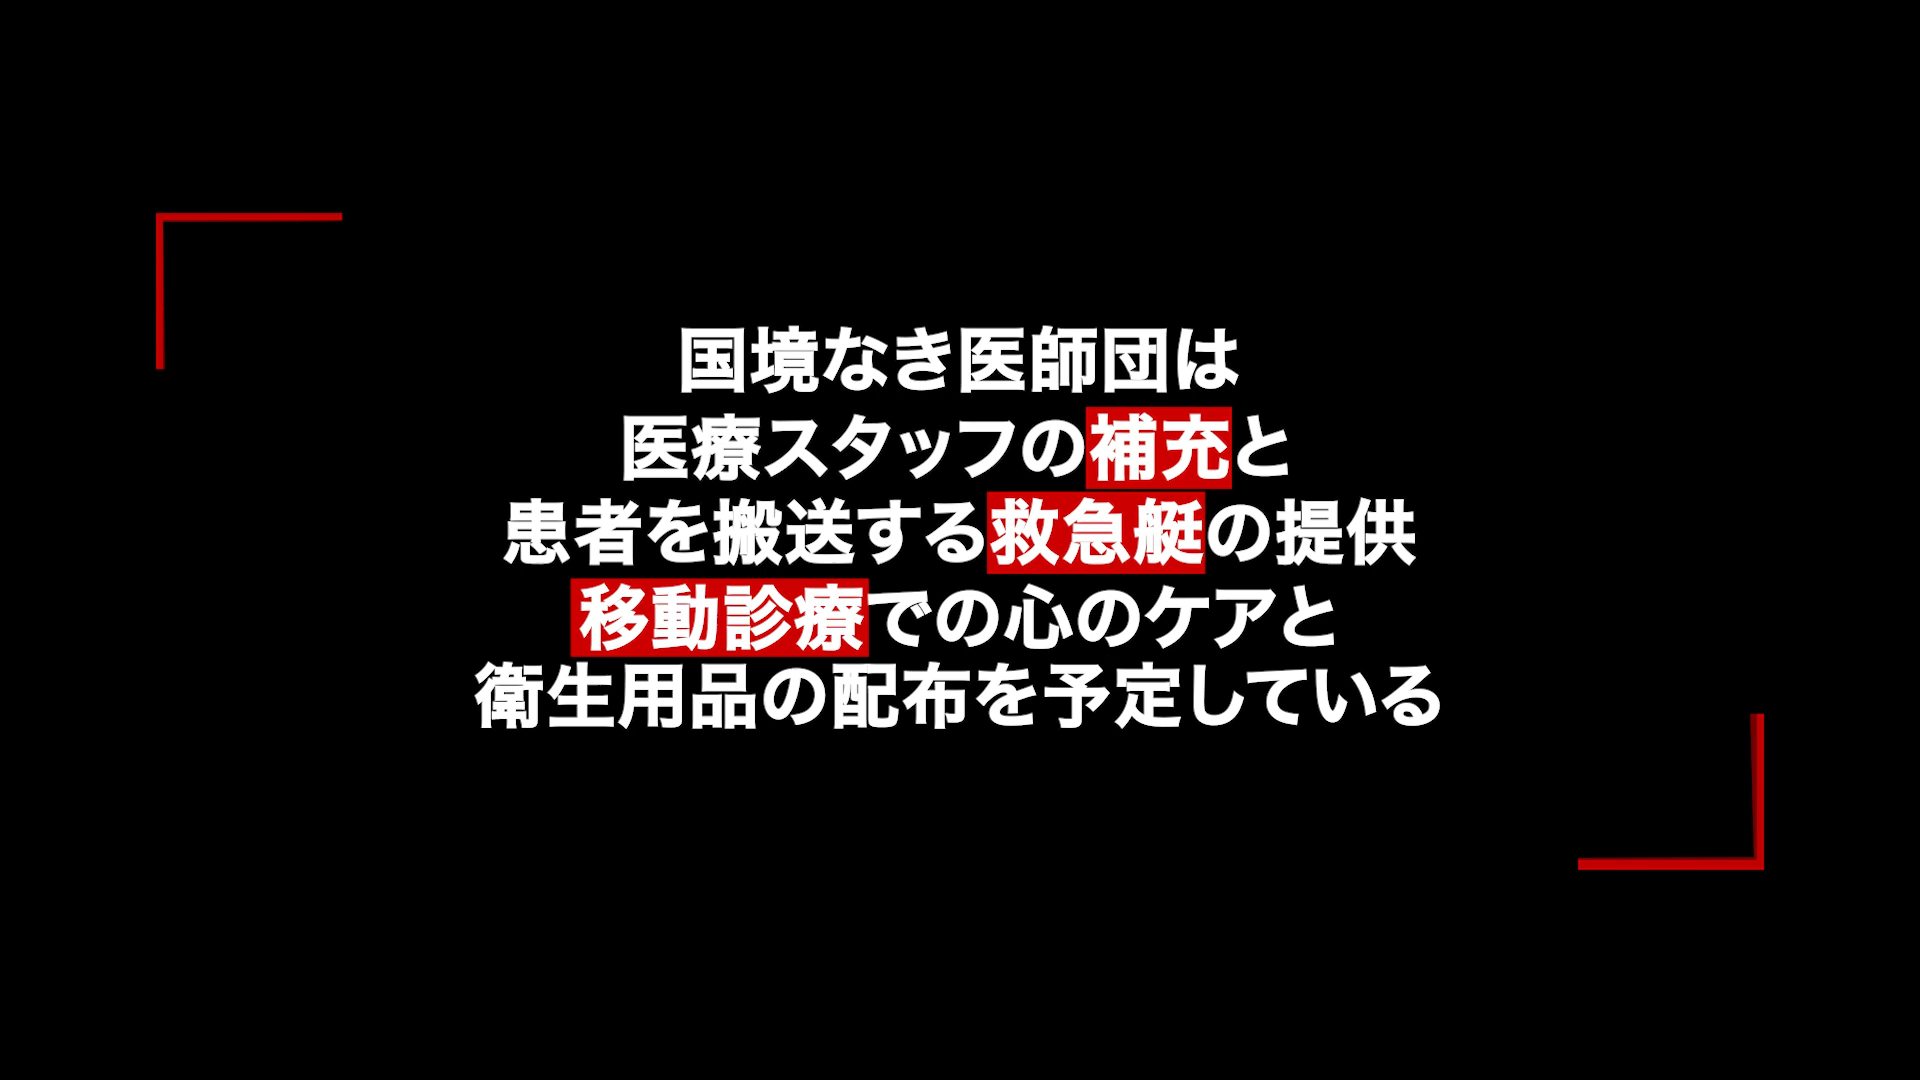 国境なき医師団は
医療スタッフの補充と
患者を搬送する救急艇の提供
移動診療での心のケアと
衛生用品の配布を予定している